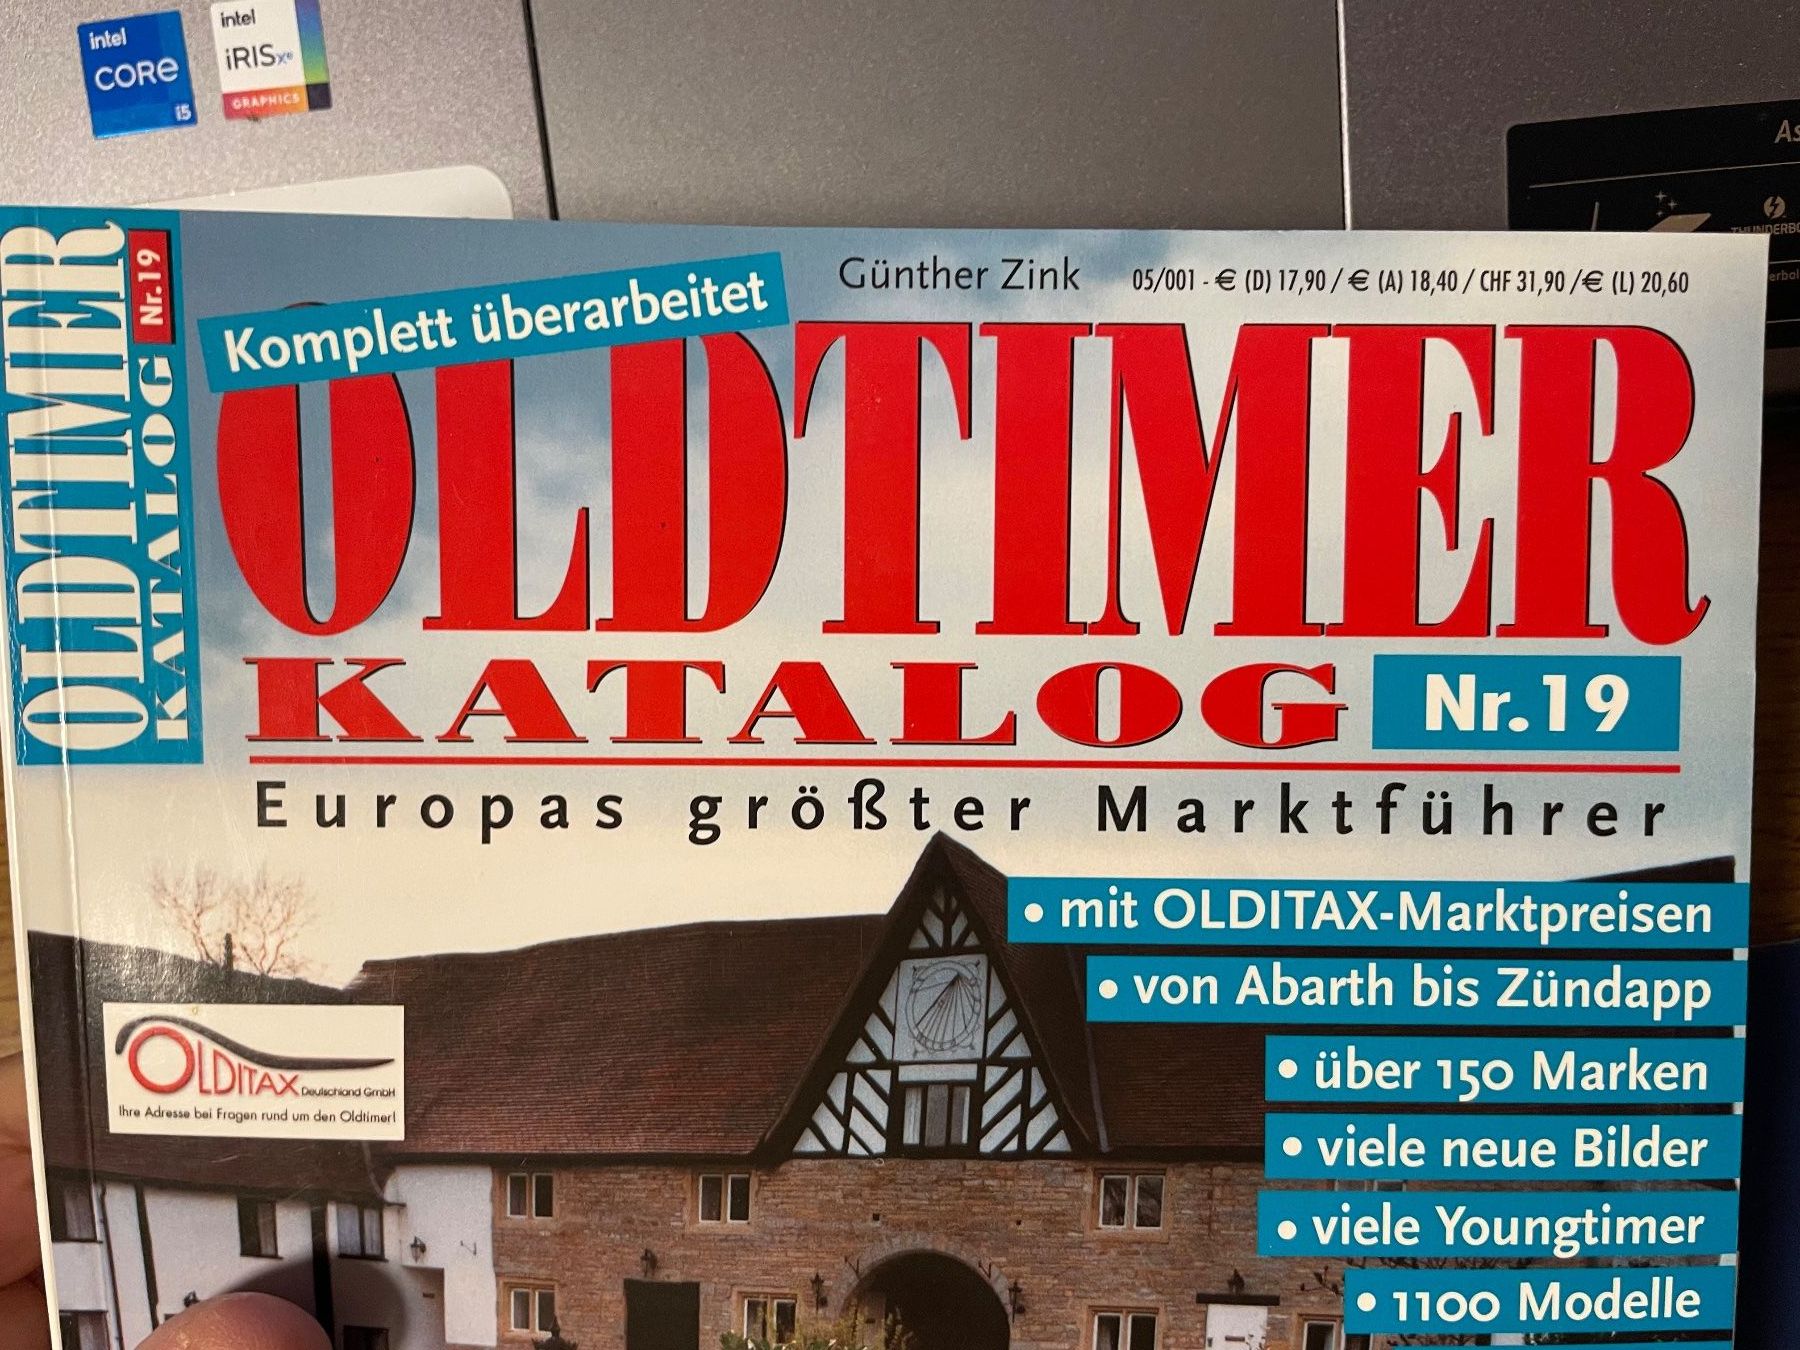 intel
CORE
i5
intel
iRISxe
GRAPHICS
As
OLDTIMER
KATALOG
Nr.19
Komplett überarbeitet
Günther Zink
05/001 - € (D) 17,90 / € (A) 18,40 / CHF 31,90 /€ (L) 20,60
OLDTIMER
KATALOG
Nr.19
Europas größter Marktführer
• mit OLDITAX-Marktpreisen
• von Abarth bis Zündapp
• über 150 Marken
• viele neue Bilder
• viele Youngtimer
• 1100 Modelle
OLDITAX Deutschland GmbH
Ihre Adresse bei Fragen rund um den Oldtimer!